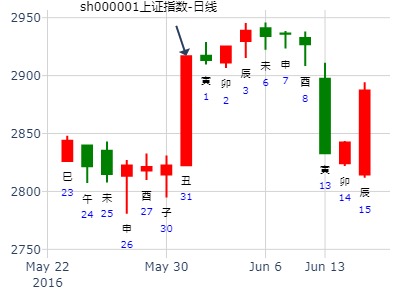 sh000001上证指数-日线
2950
2900
2850
2800
2750
巳
23
午
24
未
25
申
26
酉
27
子
30
丑
31
寅
1
卯
2
辰
3
未
6
申
7
酉
8
寅
13
卯
14
辰
15
May 22
2016
May 30
Jun 6
Jun 13